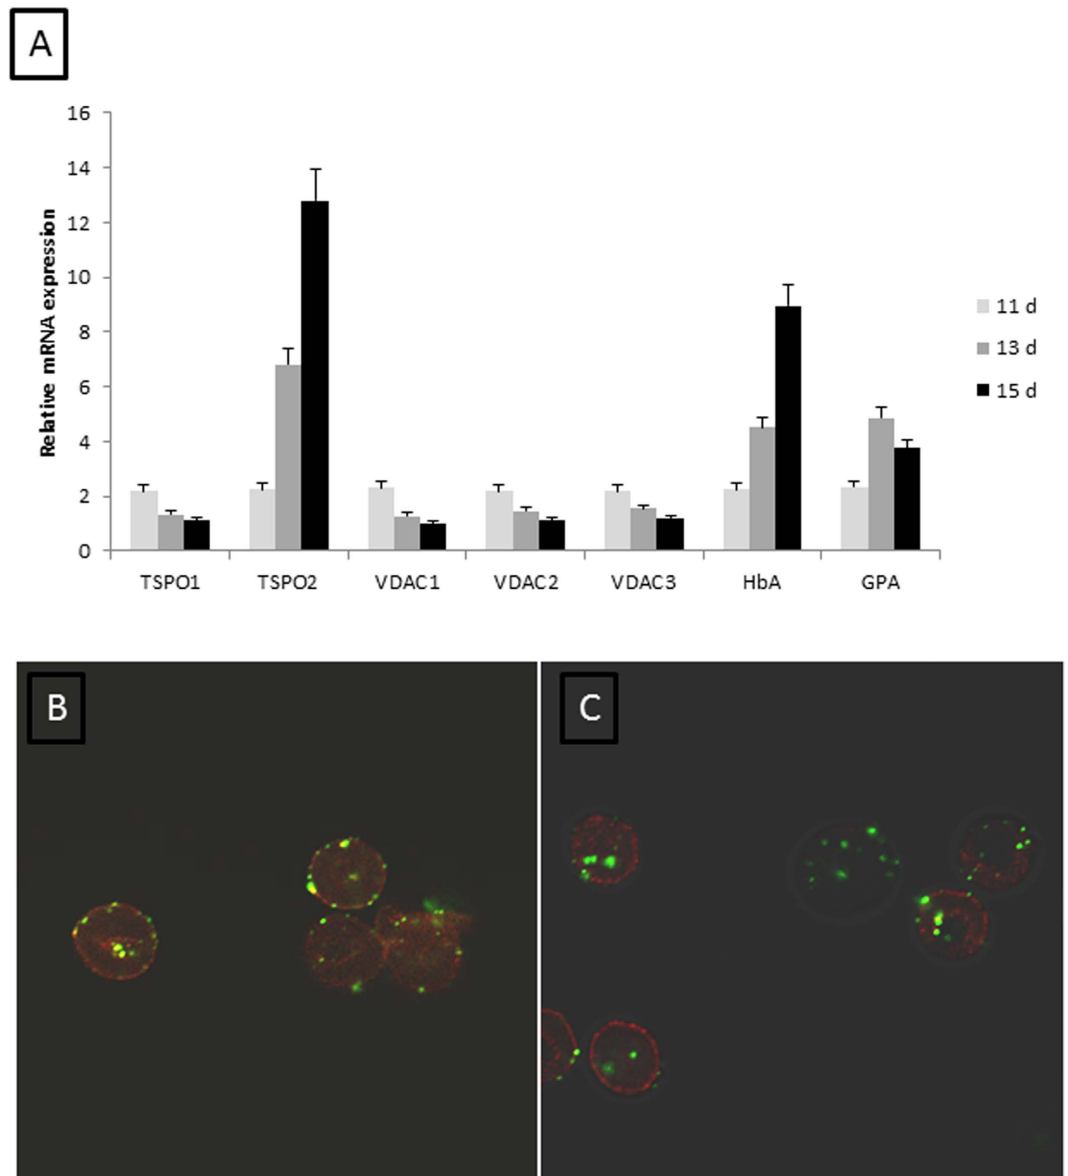 A
Relative mRNA expression
16
14
12
10
8
6
4
2
0
TSPO1 TSPO2 VDAC1 VDAC2 VDAC3 HbA GPA
11 d
13 d
15 d
B
C